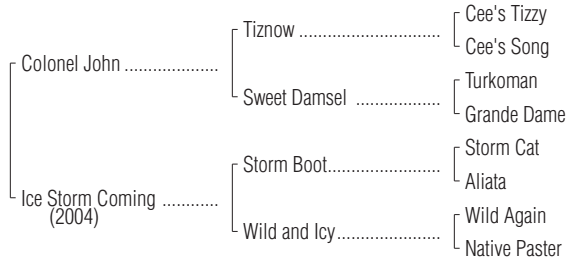 Cee's Tizzy
Tiznow ........................................
Cee's Song
Colonel John ...........................
Turkoman
Sweet Damsel ........................
Grande Dame
Storm Cat
Storm Boot................................
Aliata
Ice Storm Coming ................
(2004)
Wild Again
Wild and Icy..............................
Native Paster